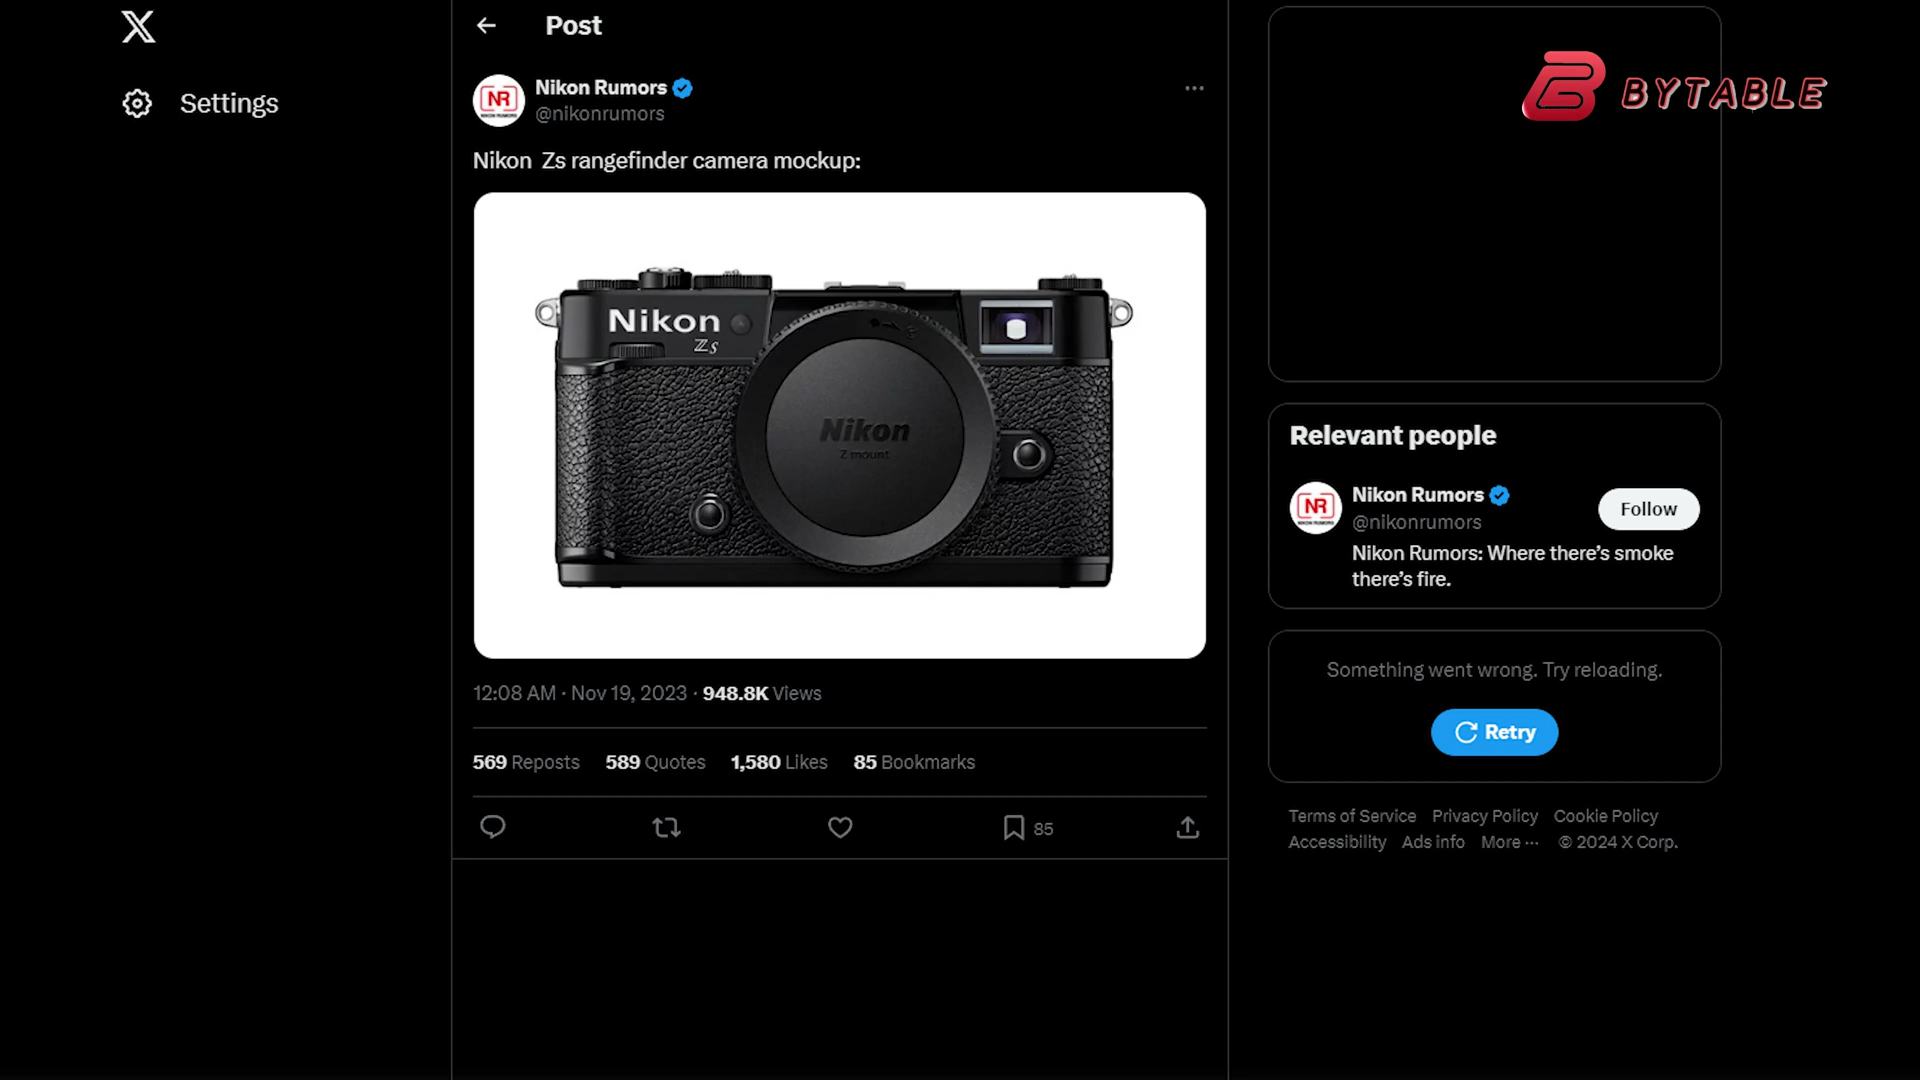 Post
Settings
Nikon Rumors
@nikonrumors
Nikon Zs rangefinder camera mockup:
Nikon
Zs
Nikon
Z mount
12:08 AM · Nov 19, 2023 · 948.8K Views
569 Reposts 589 Quotes 1,580 Likes 85 Bookmarks
85
BYTABLE
Relevant people
NR
Nikon Rumors
@nikonrumors
Follow
Nikon Rumors: Where there's smoke
there's fire.
Something went wrong. Try reloading.
Retry
Terms of Service Privacy Policy Cookie Policy
Accessibility Ads info More ··· © 2024 X Corp.